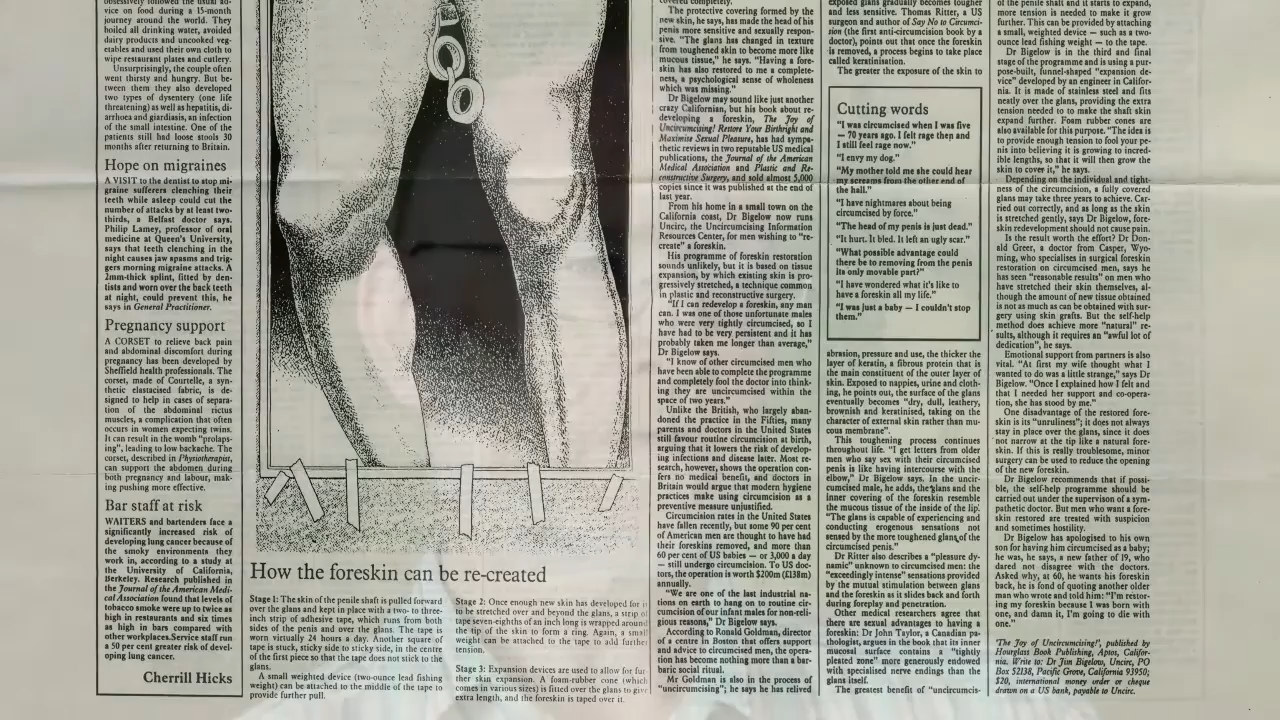 obsessively followed the usual ad-
vice on food during a 15-month
journey around the world. They
boiled all drinking water, avoided
dairy products and uncooked veg-
etables and used their own cloth to
wipe restaurant plates and cutlery.
Unsurprisingly, the couple often
went thirsty and hungry. But be-
tween them they also developed
two types of dysentery (one life
threatening) as well as hepatitis, di-
arrhoea and giardiasis, an infection
of the small intestine. One of the
patients still had loose stools 30
months after returning to Britain.
Hope on migraines
A VISIT to the dentist to stop mi-
graine sufferers clenching their
teeth while asleep could cut the
number of attacks by at least two-
thirds, a Belfast doctor says.
Philip Lamey, professor of oral
medicine at Queen's University,
says that teeth clenching in the
night causes jaw spasms and trig-
gers morning migraine attacks. A
2mm-thick splint, fitted by den-
tists and worn over the back teeth
at night, could prevent this, he
says in General Practitioner.
Pregnancy support
A CORSET to relieve back pain
and abdominal discomfort during
pregnancy has been developed by
Sheffield health professionals. The
corset, made of Courtelle, a syn-
thetic elasticised fabric, is de-
signed to help in cases of separa-
tion of the abdominal rictus
muscles, a complication that often
occurs in women expecting twins.
It can result in the womb "prolaps-
ing", leading to low backache. The
corset, described in Physiotherapist,
can support the abdomen during
both pregnancy and labour, mak-
ing pushing more effective.
Bar staff at risk
WAITERS and bartenders face a
significantly increased risk of
developing lung cancer because of
the smoky environments they
work in, according to a study at
the University of California,
Berkeley. Research published in
the Journal of the American Medi-
cal Association found that levels of
tobacco smoke were up to twice as
high in restaurants and six times
as high in bars compared with
other workplaces.Service staff run
a 50 per cent greater risk of devel-
oping lung cancer.
Cherrill Hicks
How the foreskin can be re-created
Stage 1: The skin of the penile shaft is pulled forward
over the glans and kept in place with a two- to three-
inch strip of adhesive tape, which runs from both
sides of the penis and over the glans. The tape is
worn virtually 24 hours a day. Another square of
tape is stuck, sticky side to sticky side, in the centre
of the first piece so that the tape does not stick to the
glans.
A small weighted device (two-ounce lead fishing
weight) can be attached to the middle of the tape to
provide further pull.
Stage 2: Once enough new skin has developed for it
to be stretched over and beyond the glans, a strip of
tape seven-eighths of an inch long is wrapped around
the tip of the skin to form a ring. Again, a small
weight can be attached to the tape to add further
tension.
Stage 3: Expansion devices are used to allow for fur-
ther skin expansion. A foam-rubber cone (which
comes in various sizes) is fitted over the glans to give
extra length, and the foreskin is taped over it.
covered completely.
The protective covering formed by the
new skin, he says, has made the head of his
penis more sensitive and sexually respon-
sive. "The glans has changed in texture
from toughened skin to become more like
mucous tissue," he says. "Having a fore-
skin has also restored to me a complete-
ness, a psychological sense of wholeness
which was missing."
Dr Bigelow may sound like just another
crazy Californian, but his book about re-
developing a foreskin, The Joy of
Uncircumcising! Restore Your Birthright and
Maximise Sexual Pleasure, has had sympa-
thetic reviews in two reputable US medical
publications, the Journal of the American
Medical Association and Plastic and Re-
constructive Surgery, and sold almost 5,000
copies since it was published at the end of
last year.
From his home in a small town on the
California coast, Dr Bigelow now runs
Uncirc, the Uncircumcising Information
Resources Center, for men wishing to "re-
create" a foreskin.
His programme of foreskin restoration
sounds unlikely, but it is based on tissue
expansion, by which existing skin is pro-
gressively stretched, a technique common
in plastic and reconstructive surgery.
"If I can redevelop a foreskin, any man
can. I was one of those unfortunate males
who were very tightly circumcised, so I
have had to be very persistent and it has
probably taken me longer than average,"
Dr Bigelow says.
"I know of other circumcised men who
have been able to complete the programme
and completely fool the doctor into think-
ing they are uncircumcised within the
space of two years."
Unlike the British, who largely aban-
doned the practice in the Fifties, many
parents and doctors in the United States
still favour routine circumcision at birth,
arguing that it lowers the risk of develop-
ing infections and disease later. Most re-
search, however, shows the operation con-
fers no medical benefit, and doctors in
Britain would argue that modern hygiene
practices make using circumcision as a
preventive measure unjustified.
Circumcision rates in the United States
have fallen recently, but some 90 per cent
of American men are thought to have had
their foreskins removed, and more than
60 per cent of US babies — or 3,000 a day
— still undergo circumcision. To US doc-
tors, the operation is worth $200m (£138m)
annually.
"We are one of the last industrial na-
tions on earth to hang on to routine cir-
cumcision of our infant males for non-reli-
gious reasons," Dr Bigelow says.
According to Ronald Goldman, director
of a centre in Boston that offers support
and advice to circumcised men, the opera-
tion has become nothing more than a bar-
baric social ritual.
Mr Goldman is also in the process of
"uncircumcising"; he says he has relived
exposed glans gradually becomes tougher
and less sensitive. Thomas Ritter, a US
surgeon and author of Say No to Circumci-
sion (the first anti-circumcision book by a
doctor), points out that once the foreskin
is removed, a process begins to take place
called keratinisation.
The greater the exposure of the skin to
Cutting words
"I was circumcised when I was five
— 70 years ago. I felt rage then and
I still feel rage now."
"I envy my dog."
"My mother told me she could hear
my screams from the other end of
the hall."
"I have nightmares about being
circumcised by force."
"The head of my penis is just dead."
"It hurt. It bled. It left an ugly scar."
"What possible advantage could
there be to removing from the penis
its only movable part?"
"I have wondered what it's like to
have a foreskin all my life."
"I was just a baby — I couldn't stop
them."
abrasion, pressure and use, the thicker the
layer of keratin, a fibrous protein that is
the main constituent of the outer layer of
skin. Exposed to nappies, urine and cloth-
ing, he points out, the surface of the glans
eventually becomes "dry, dull, leathery,
brownish and keratinised, taking on the
character of external skin rather than mu-
cous membrane".
This toughening process continues
throughout life. "I get letters from older
men who say sex with their circumcised
penis is like having intercourse with the
elbow," Dr Bigelow says. In the uncir-
cumcised male, he adds, the glans and the
inner covering of the foreskin resemble
the mucous tissue of the inside of the lip.
"The glans is capable of experiencing and
conducting erogenous sensations not
sensed by the more toughened glans of the
circumcised penis."
Dr Ritter also describes a "pleasure dy-
namic" unknown to circumcised men: the
"exceedingly intense" sensations provided
by the mutual stimulation between glans
and the foreskin as it slides back and forth
during foreplay and penetration.
Other medical researchers agree that
there are sexual advantages to having a
foreskin: Dr John Taylor, a Canadian pa-
thologist, argues in the book that its inner
mucosal surface contains a "tightly
pleated zone" more generously endowed
with specialised nerve endings than the
glans itself.
The greatest benefit of "uncircumcis-
of the penile shaft and it starts to expand,
more tension is needed to make it grow
further. This can be provided by attaching
a small, weighted device — such as a two-
ounce lead fishing weight — to the tape.
Dr Bigelow is in the third and final
stage of the programme and is using a pur-
pose-built, funnel-shaped "expansion de-
vice" developed by an engineer in Califor-
nia. It is made of stainless steel and fits
neatly over the glans, providing the extra
tension needed to make the shaft skin
expand further. Foam rubber cones are
also available for this purpose. "The idea is
to provide enough tension to fool your pe-
nis into believing it is growing to incred-
ible lengths, so that it will then grow the
skin to cover it," he says.
Depending on the individual and tight-
ness of the circumcision, a fully covered
glans may take three years to achieve. Car-
ried out correctly, and as long as the skin
is stretched gently, says Dr Bigelow, fore-
skin redevelopment should not cause pain.
Is the result worth the effort? Dr Don-
ald Greer, a doctor from Casper, Wyo-
ming, who specialises in surgical foreskin
restoration on circumcised men, says he
has seen "reasonable results" on men who
have stretched their skin themselves, al-
though the amount of new tissue obtained
is not as much as can be obtained with sur-
gery using skin grafts. But the self-help
method does achieve more "natural" re-
sults, although it requires an "awful lot of
dedication", he says.
Emotional support from partners is also
vital. "At first my wife thought what I
wanted to do was a little strange," says Dr
Bigelow. "Once I explained how I felt and
that I needed her support and co-opera-
tion, she has stood by me."
One disadvantage of the restored fore-
skin is its "unruliness"; it does not always
stay in place over the glans, since it does
not narrow at the tip like a natural fore-
skin. If this is really troublesome, minor
surgery can be used to reduce the opening
of the new foreskin.
Dr Bigelow recommends that if possi-
ble, the self-help programme should be
carried out under the supervision of a sym-
pathetic doctor. But men who want a fore-
skin restored are treated with suspicion
and sometimes hostility.
Dr Bigelow has apologised to his own
son for having him circumcised as a baby;
he was, he says, a new father of 19, who
dared not disagree with the doctors.
Asked why, at 60, he wants his foreskin
back, he is fond of quoting another older
man who wrote and told him: "I'm restor-
ing my foreskin because I was born with
one, and damn it, I'm going to die with
one."
'The Joy of Uncircumcising!', published by
Hourglass Book Publishing, Aptos, Califor-
nia. Write to: Dr Jim Bigelow, Uncirc, PO
Box 52138, Pacific Grove, California 93950;
$20, international money order or cheque
drawn on a US bank, payable to Uncirc.